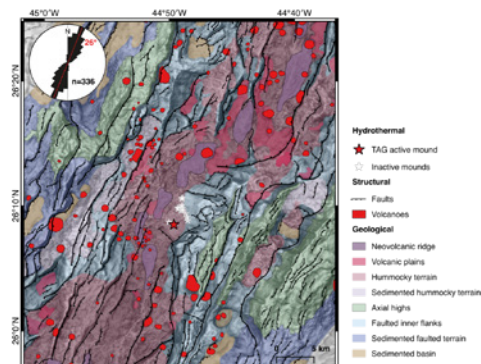 45°0'W 44°50'W 44°40'W
N
26°
n=336
26°20'N
26°10'N
26°0'N
0 5 km
Hydrothermal
TAG active mound
Inactive mounds
Structural
Faults
Volcanoes
Geological
Neovolcanic ridge
Volcanic plains
Hummocky terrain
Sedimented hummocky terrain
Axial highs
Faulted inner flanks
Sedimented faulted terrain
Sedimented basin